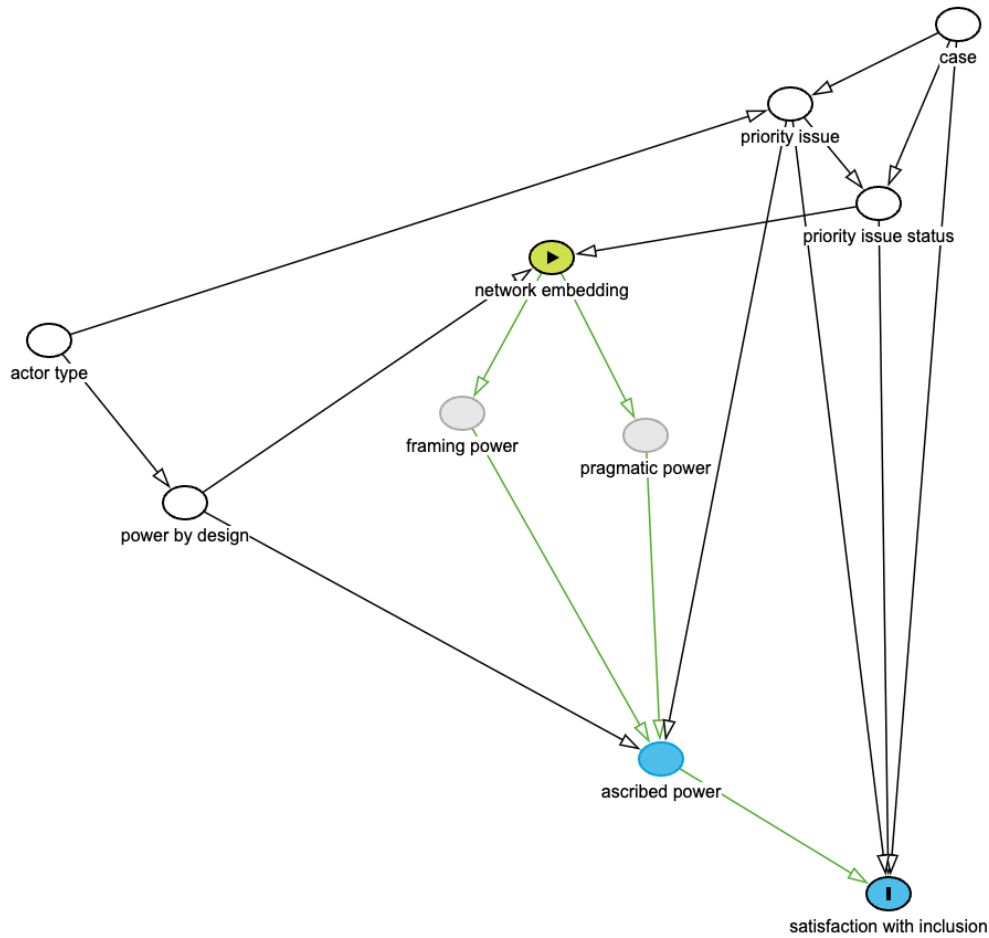 case
priority issue
priority issue status
network embedding
actor type
framing power
pragmatic power
power by design
ascribed power
satisfaction with inclusion